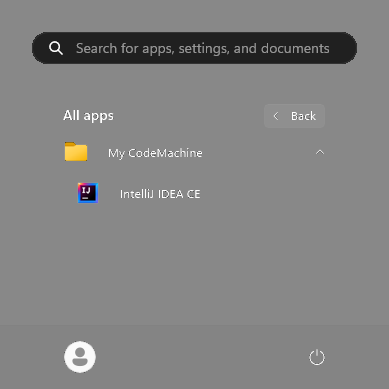 Search for apps, settings, and documents
All apps
Back
My CodeMachine
IJ
IntelliJ IDEA CE